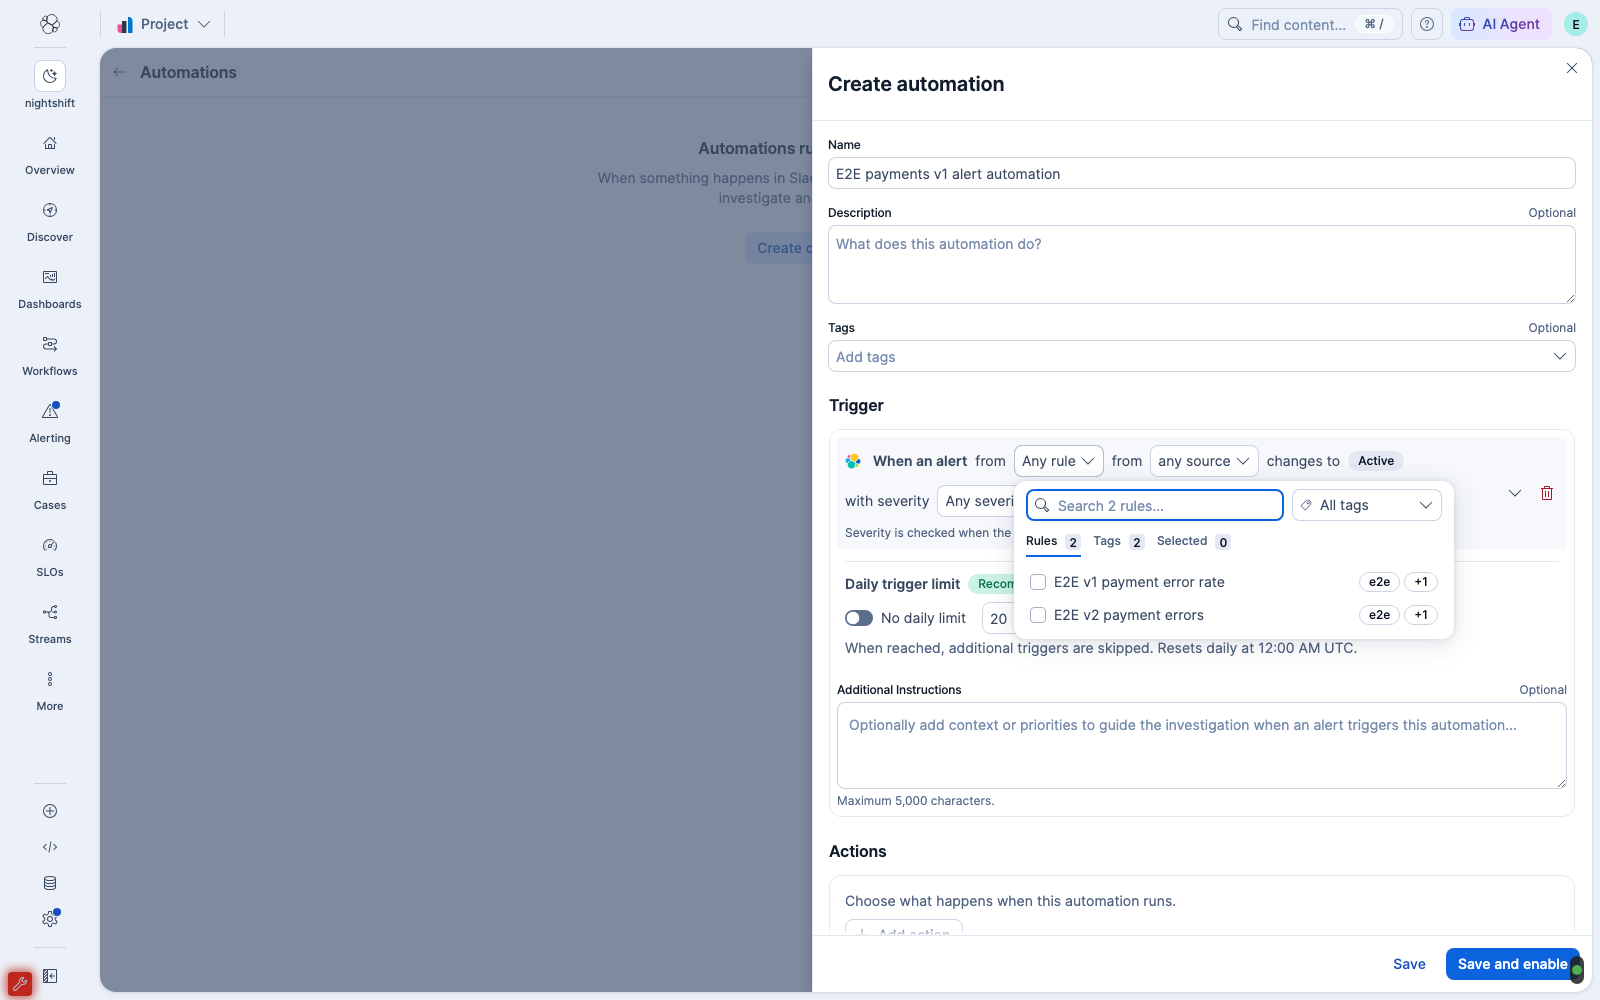 Project
Find content...
⌘ /
AI Agent
E
nightshift
Overview
Discover
Dashboards
Workflows
Alerting
Cases
SLOs
Streams
More
Automations
Automations ru
When something happens in Slac
investigate an
Create
Create automation
Name
E2E payments v1 alert automation
Description
Optional
What does this automation do?
Tags
Optional
Add tags
Trigger
When an alert from Any rule from any source changes to Active
with severity Any severi
Severity is checked when the
Search 2 rules...
All tags
Rules 2 Tags 2 Selected 0
E2E v1 payment error rate e2e +1
E2E v2 payment errors e2e +1
Daily trigger limit Recom
No daily limit 20
When reached, additional triggers are skipped. Resets daily at 12:00 AM UTC.
Additional Instructions
Optional
Optionally add context or priorities to guide the investigation when an alert triggers this automation...
Maximum 5,000 characters.
Actions
Choose what happens when this automation runs.
Add action
Save
Save and enable